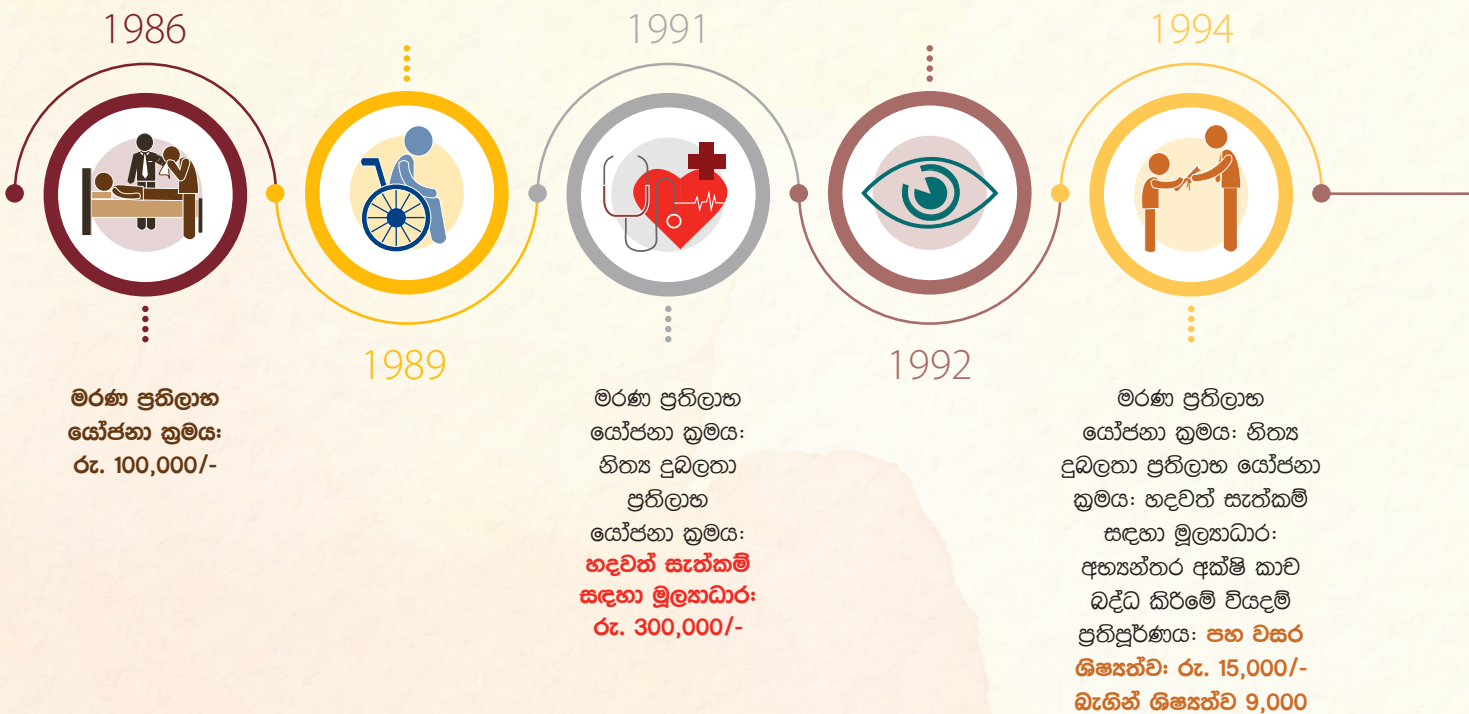 1986
1991
1994
1989
1992
මරණ ප්‍රතිලාභ
යෝජනා ක්‍රමය:
රු. 100,000/-
මරණ ප්‍රතිලාභ
යෝජනා ක්‍රමය:
නිත්‍ය දුබලතා
ප්‍රතිලාභ
යෝජනා ක්‍රමය:
හදවත් සැත්කම්
සඳහා මූල්‍යාධාර:
රු. 300,000/-
මරණ ප්‍රතිලාභ
යෝජනා ක්‍රමය: නිත්‍ය
දුබලතා ප්‍රතිලාභ යෝජනා
ක්‍රමය: හදවත් සැත්කම්
සඳහා මූල්‍යාධාර:
අභ්‍යන්තර අක්ෂි කාච
බද්ධ කිරීමේ වියදම්
ප්‍රතිපූර්ණය: පහ වසර
ශිෂ්‍යත්ව: රු. 15,000/-
බැගින් ශිෂ්‍යත්ව 9,000